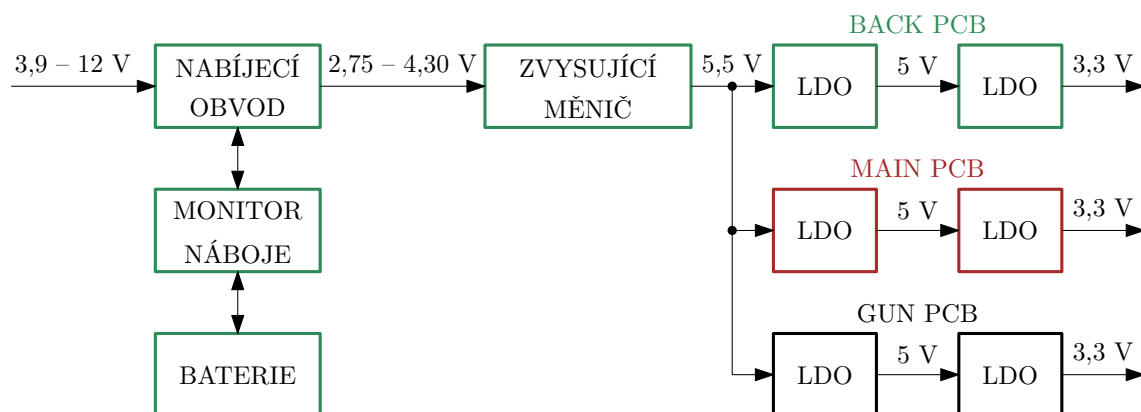 BACK PCB
3,9 – 12 V
NABÍJECÍ
OBVOD
2,75 – 4,30 V
ZVYSUJÍCÍ
MĚNIČ
5,5 V
LDO
5 V
LDO
3,3 V
MAIN PCB
MONITOR
NÁBOJE
LDO
5 V
LDO
3,3 V
GUN PCB
BATERIE
LDO
5 V
LDO
3,3 V